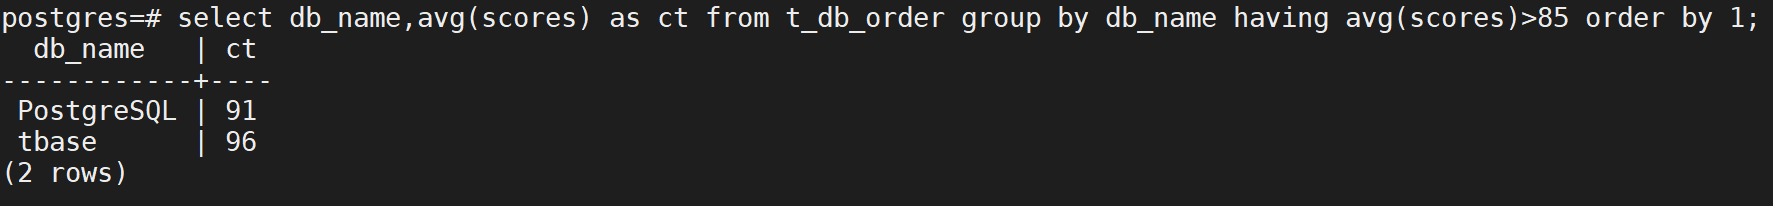 postgres=# select db_name,avg(scores) as ct from t_db_order group by db_name having avg(scores)>85 order by 1;
  db_name   | ct
------------+----
 PostgreSQL | 91
 tbase      | 96
(2 rows)